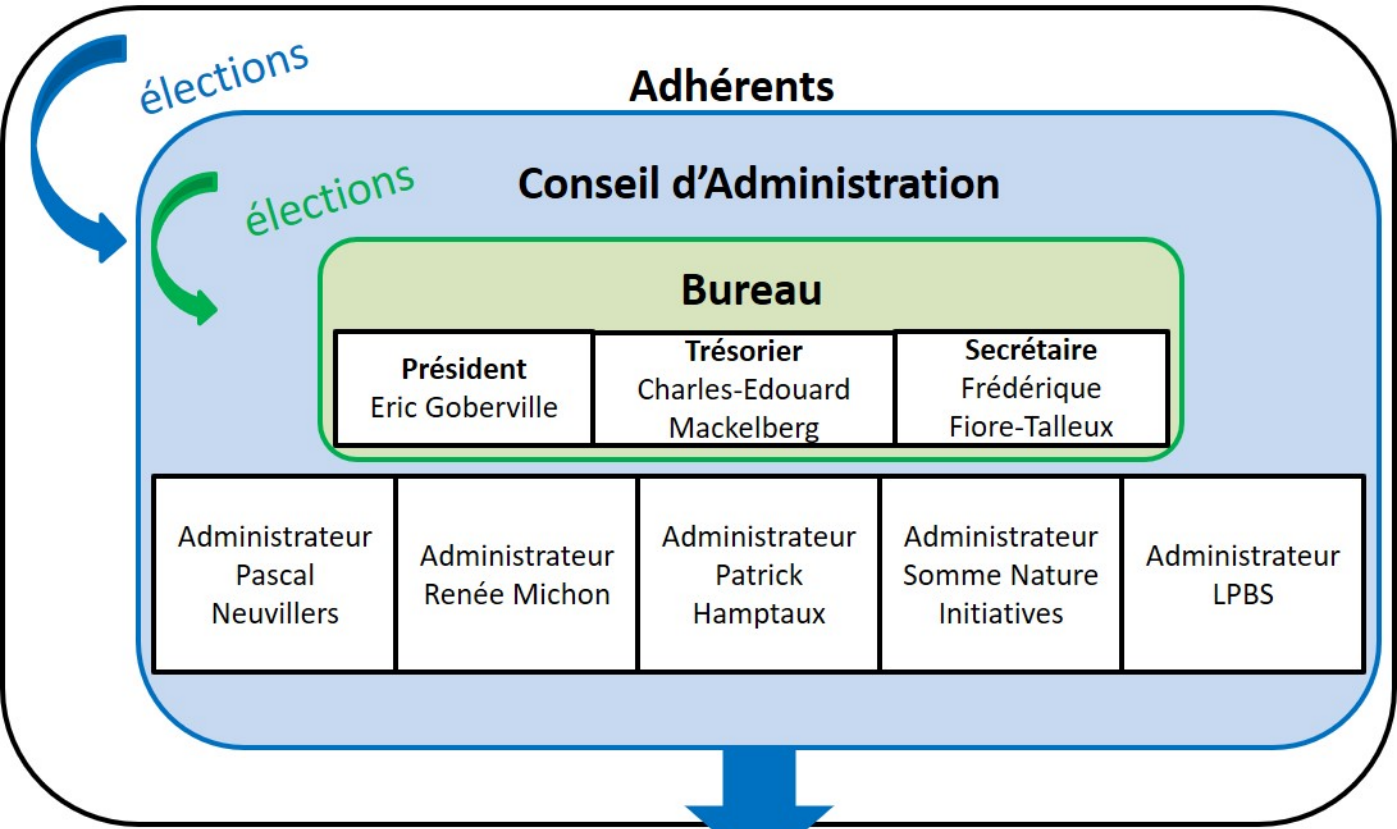 élections
Adhérents
élections
Conseil d’Administration
Bureau
Président
Eric Goberville
Trésorier
Charles-Edouard
Mackelberg
Secrétaire
Frédérique
Fiore-Talleux
Administrateur
Pascal
Neuvillers
Administrateur
Renée Michon
Administrateur
Patrick
Hamptaux
Administrateur
Somme Nature
Initiatives
Administrateur
LPBS